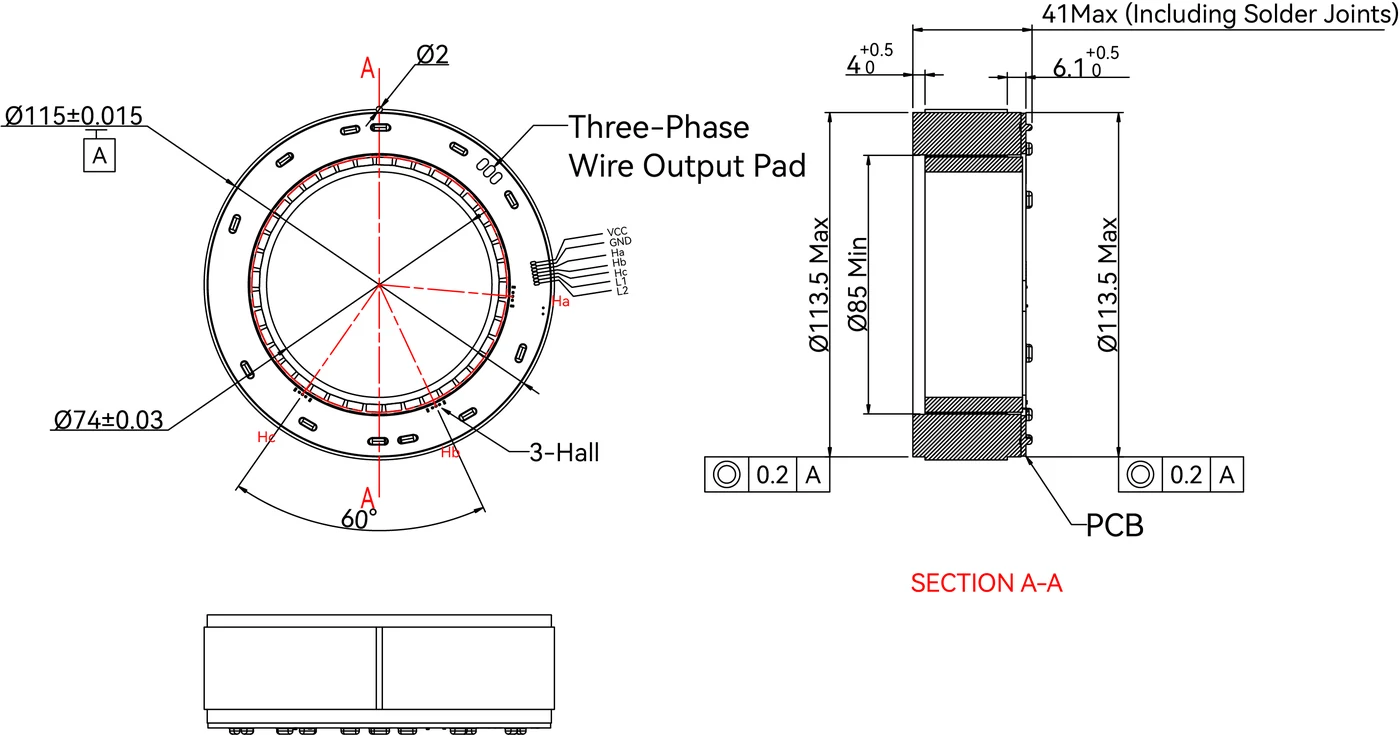 41Max (Including Solder Joints)
A
Ø2
4 +0.5 0
6.1 +0.5 0
Ø115±0.015
A
Three-Phase
Wire Output Pad
VCC
GND
Ha
Hb
Hc
L1
L2
Ha
Ø113.5 Max
Ø85 Min
Ø113.5 Max
Ø74±0.03
Hc
Hb
3-Hall
A
60°
0.2 A
0.2 A
PCB
SECTION A-A